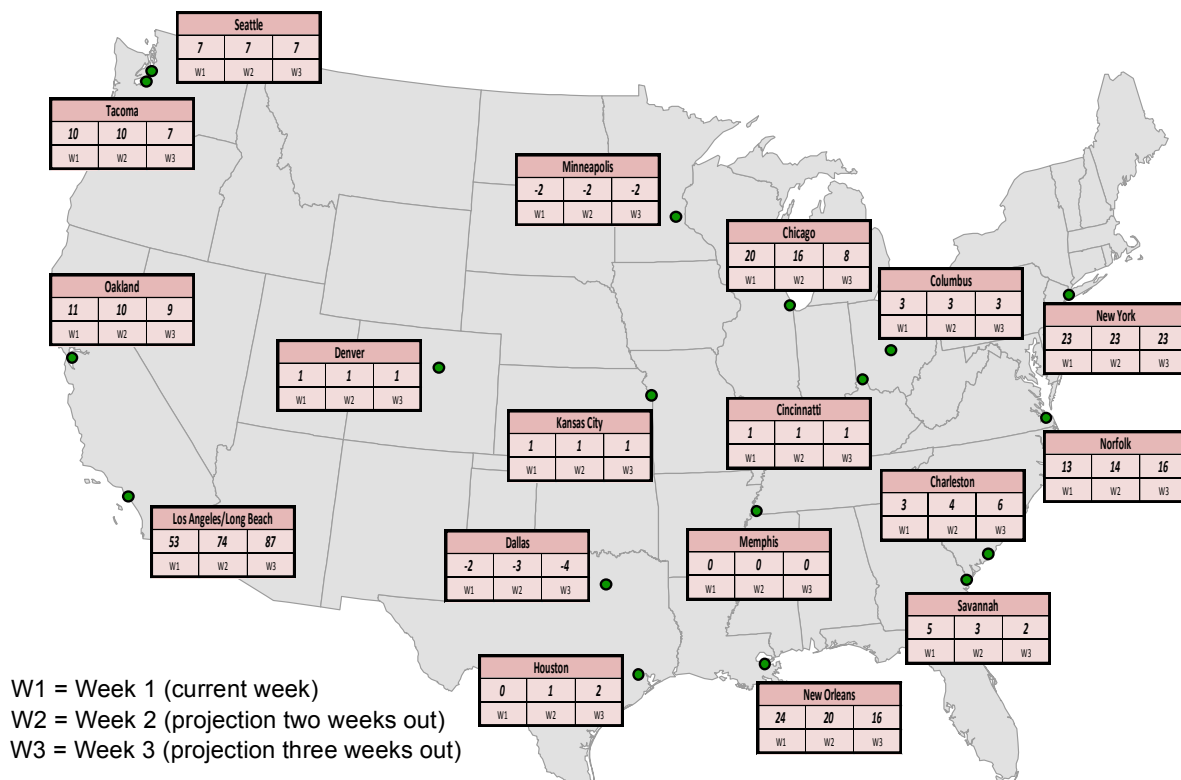 Seattle
7 7 7
W1 W2 W3
Tacoma
10 10 7
W1 W2 W3
Minneapolis
-2 -2 -2
W1 W2 W3
Chicago
20 16 8
W1 W2 W3
Columbus
3 3 3
W1 W2 W3
Oakland
11 10 9
W1 W2 W3
New York
23 23 23
W1 W2 W3
Denver
1 1 1
W1 W2 W3
Kansas City
1 1 1
W1 W2 W3
Cincinnatti
1 1 1
W1 W2 W3
Norfolk
13 14 16
W1 W2 W3
Charleston
3 4 6
W1 W2 W3
Los Angeles/Long Beach
53 74 87
W1 W2 W3
Dallas
-2 -3 -4
W1 W2 W3
Memphis
0 0 0
W1 W2 W3
Savannah
5 3 2
W1 W2 W3
Houston
0 1 2
W1 W2 W3
New Orleans
24 20 16
W1 W2 W3
W1 = Week 1 (current week)
W2 = Week 2 (projection two weeks out)
W3 = Week 3 (projection three weeks out)